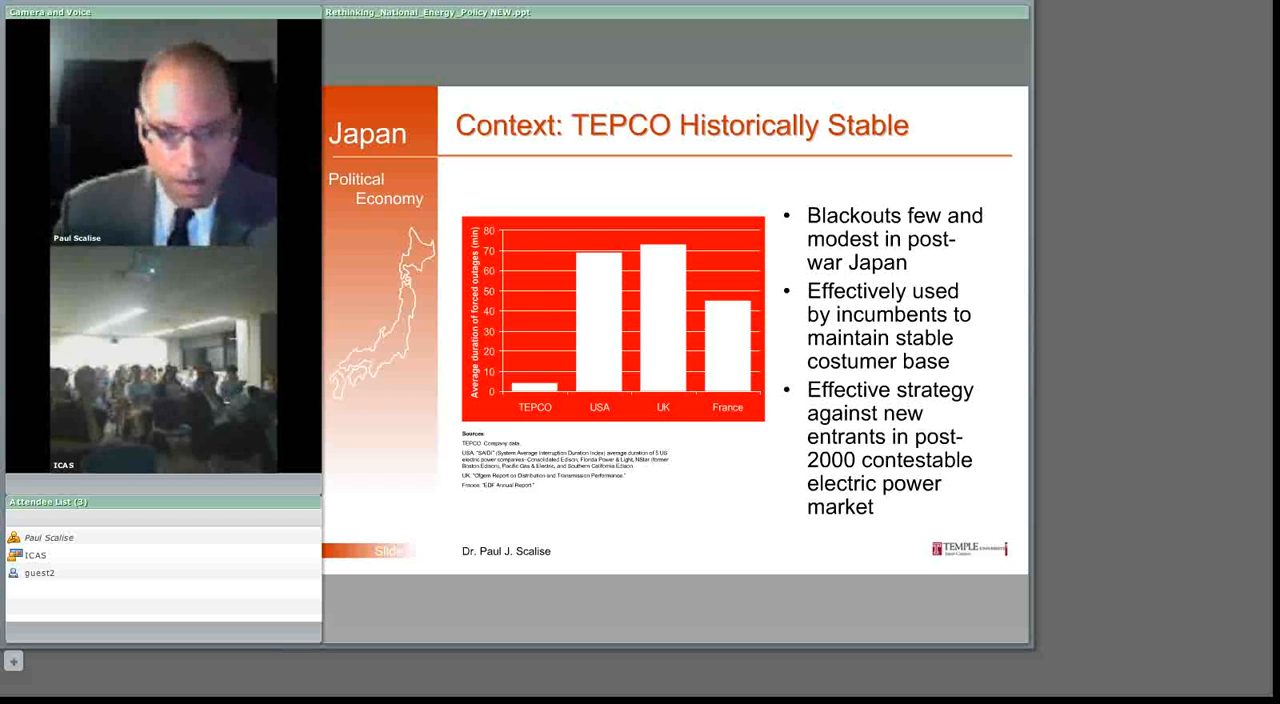 Camera and Voice
Rethinking_National_Energy_Policy NEW.ppt
Paul Scalise
ICAS
Attendee List (3)
Paul Scalise
ICAS
guest2
Japan
Political
Economy
Context: TEPCO Historically Stable
Average duration of forced outages (min)
80
70
60
50
40
30
20
10
0
TEPCO USA UK France
Sources:
TEPCO: Company data.
USA: "SAIDI" (System Average Interruption Duration Index) average duration of 5 US
electric power companies--Consolidated Edison, Florida Power & Light, NStar (former
Boston Edison), Pacific Gas & Electric, and Southern California Edison.
UK: "Ofgem Report on Distribution and Transmission Performance."
France: "EDF Annual Report."
• Blackouts few and
modest in post-
war Japan
• Effectively used
by incumbents to
maintain stable
costumer base
• Effective strategy
against new
entrants in post-
2000 contestable
electric power
market
Slide
Dr. Paul J. Scalise
TEMPLE UNIVERSITY